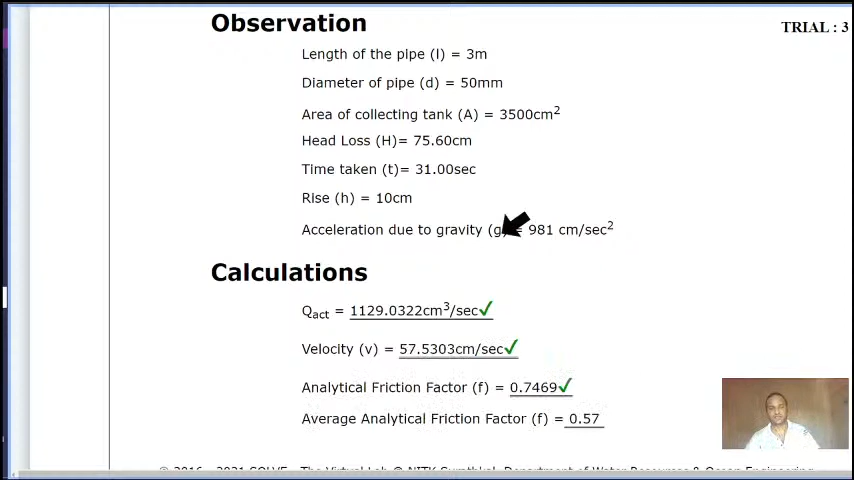 Observation
TRIAL : 3
Length of the pipe (l) = 3m
Diameter of pipe (d) = 50mm
Area of collecting tank (A) = 3500cm²
Head Loss (H)= 75.60cm
Time taken (t)= 31.00sec
Rise (h) = 10cm
Acceleration due to gravity (g) = 981 cm/sec²
Calculations
Qact = 1129.0322cm³/sec✓
Velocity (v) = 57.5303cm/sec✓
Analytical Friction Factor (f) = 0.7469✓
Average Analytical Friction Factor (f) = 0.57